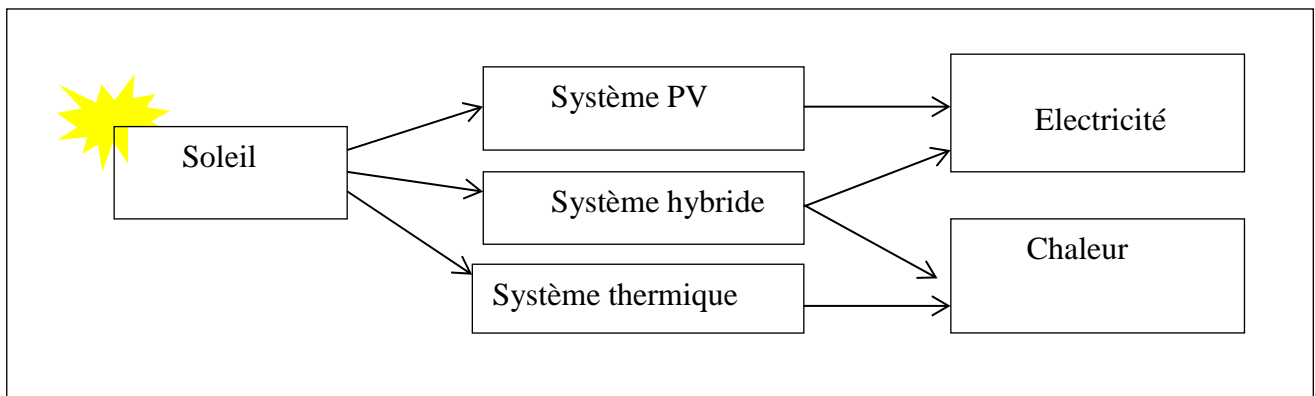 Soleil
Système PV
Système hybride
Système thermique
Electricité
Chaleur